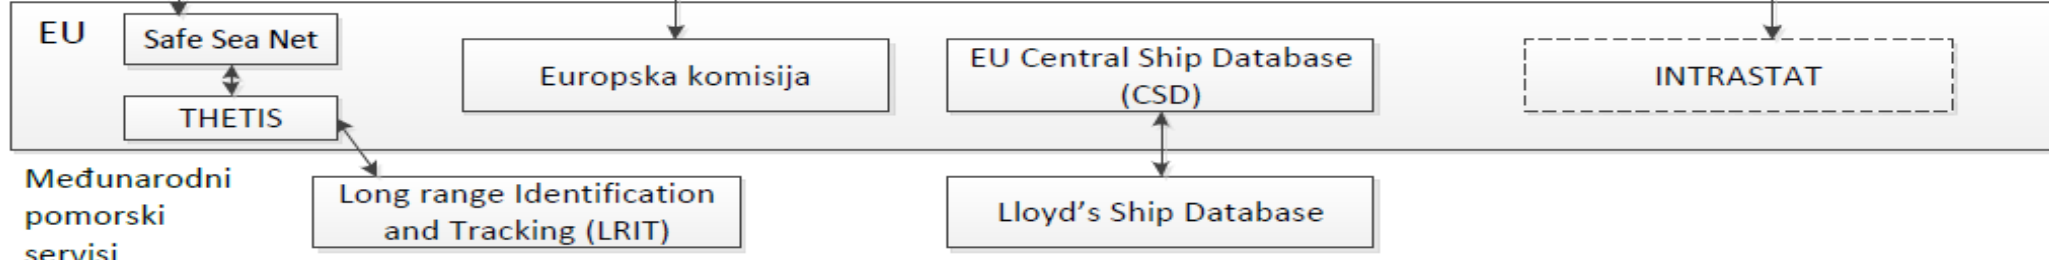 EU
Safe Sea Net
THETIS
Europska komisija
EU Central Ship Database
(CSD)
INTRASTAT
Međunarodni
pomorski
servisi
Long range Identification
and Tracking (LRIT)
Lloyd's Ship Database